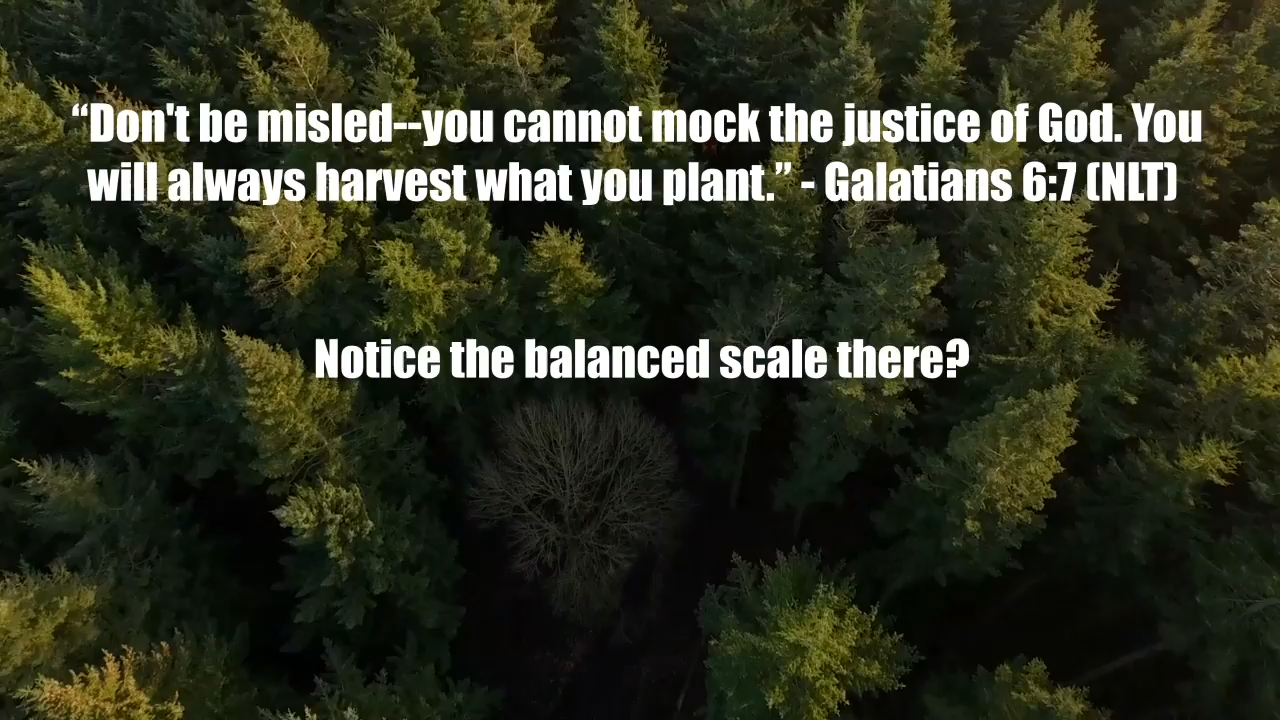 “Don't be misled--you cannot mock the justice of God. You
will always harvest what you plant.” - Galatians 6:7 (NLT)
Notice the balanced scale there?